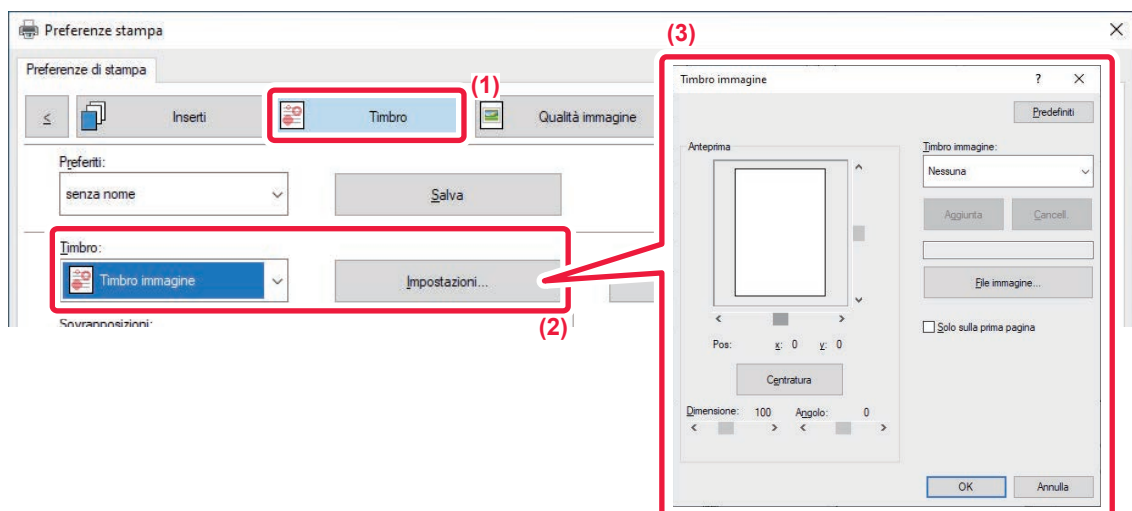 Preferenze stampa
Preferenze di stampa
(1)
<
Inserti
Timbro
Qualità immagine
Preferiti:
senza nome
Salva
Timbro:
Timbro immagine
Impostazioni...
(2)
Sovrapposizioni:
(3)
Timbro immagine
?
Predefiniti
Anteprima
Timbro immagine:
Nessuna
Aggiunta
Cancell.
File immagine...
Solo sulla prima pagina
Pos: x: 0 y: 0
Centratura
Dimensione: 100 Angolo: 0
OK
Annulla